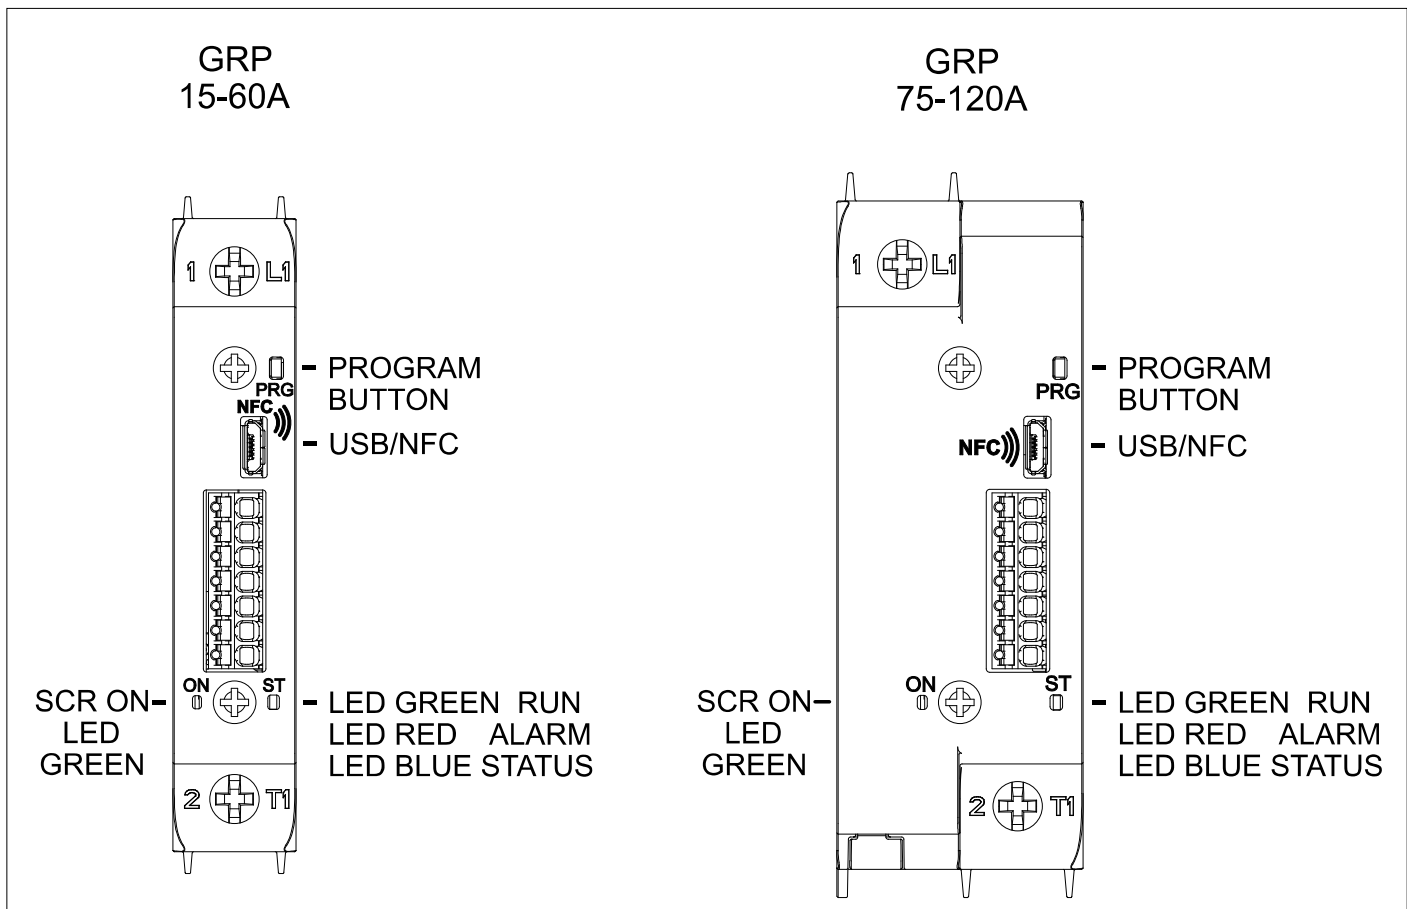 GRP
15-60A
1 L1
PROGRAM
BUTTON
PRG
NFC
USB/NFC
ON ST
SCR ON
LED
GREEN
LED GREEN RUN
LED RED ALARM
LED BLUE STATUS
2 T1
GRP
75-120A
1 L1
PROGRAM
BUTTON
PRG
NFC
USB/NFC
ON ST
SCR ON
LED
GREEN
LED GREEN RUN
LED RED ALARM
LED BLUE STATUS
2 T1